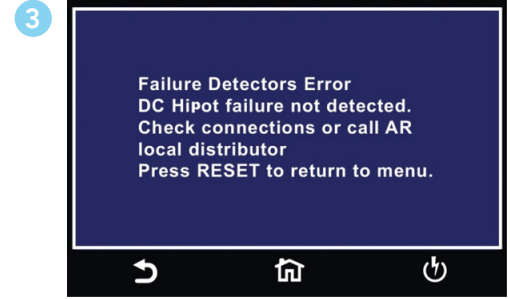 3
Failure Detectors Error
DC Hipot failure not detected.
Check connections or call AR
local distributor
Press RESET to return to menu.